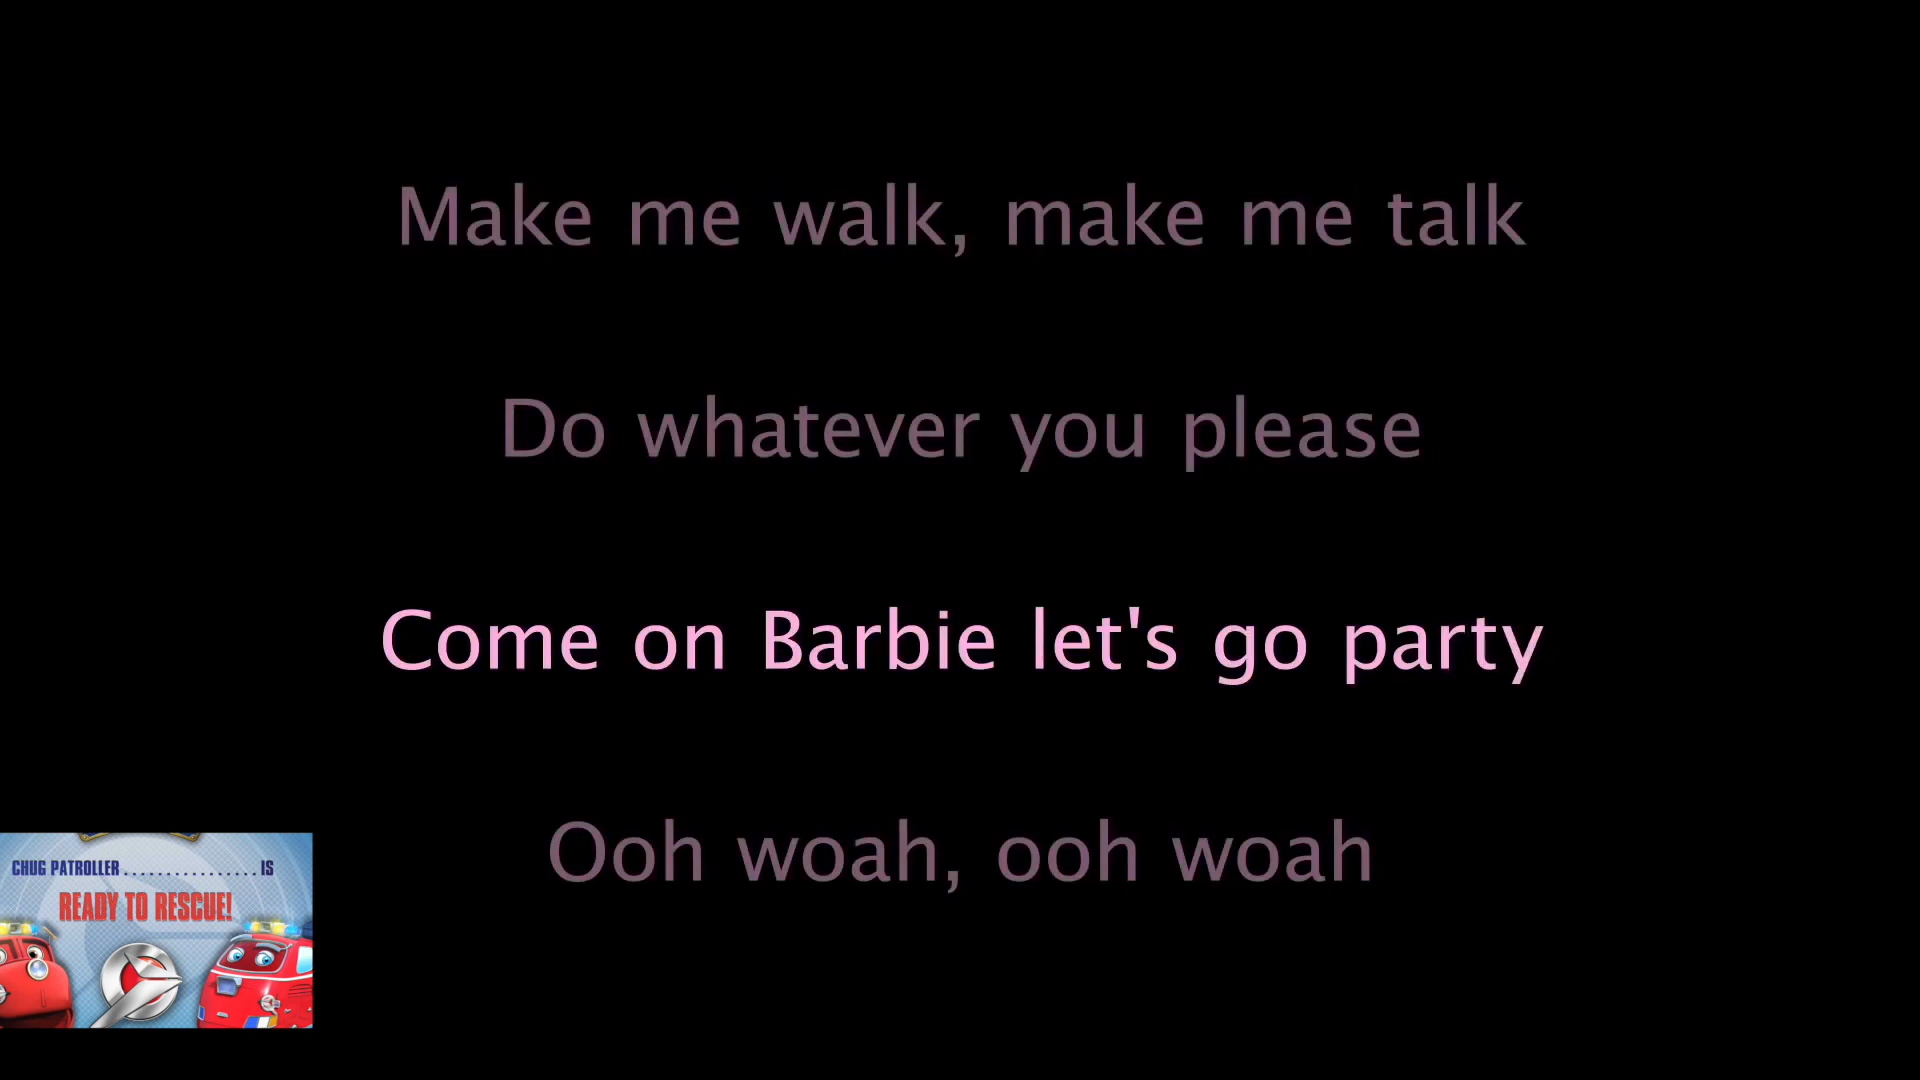 Make me walk, make me talk
Do whatever you please
Come on Barbie let's go party
Ooh woah, ooh woah
CHUG PATROLLER................IS
READY TO RESCUE!